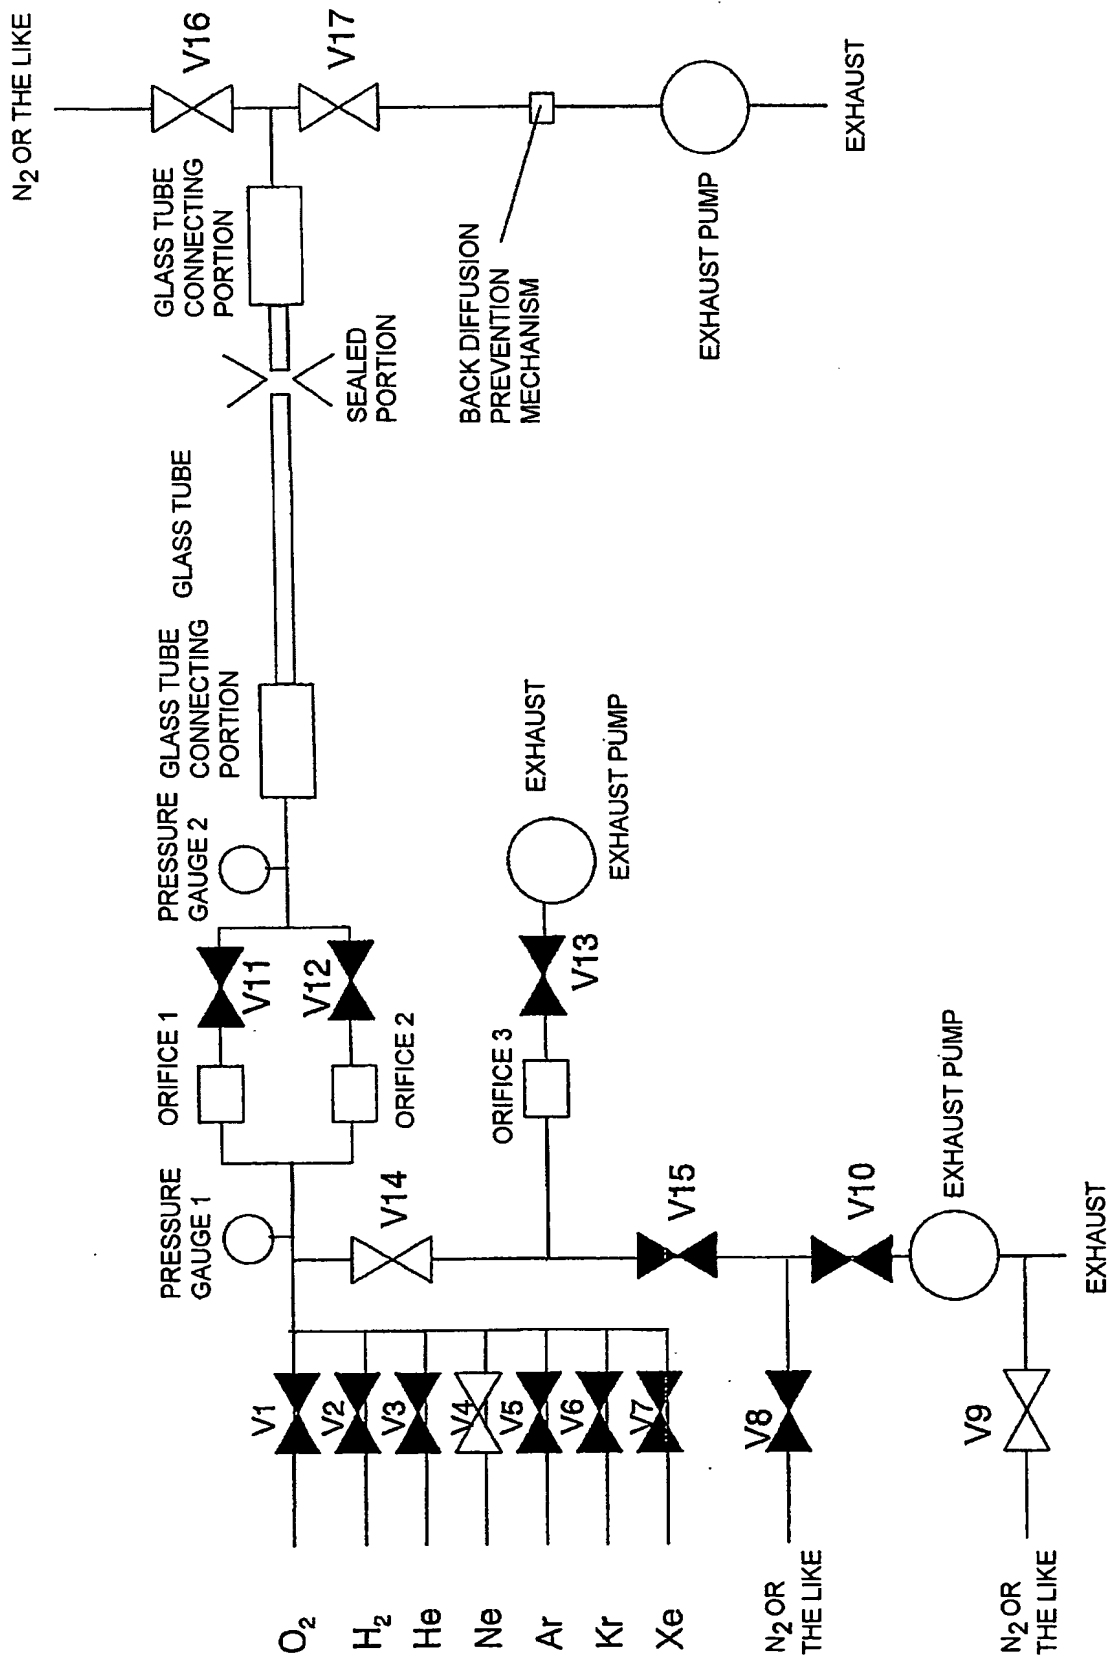 O2
H2
He
Ne
Ar
Kr
Xe
N2 OR
THE LIKE
N2 OR
THE LIKE
V1
V2
V3
V4
V5
V6
V7
V8
V9
PRESSURE
GAUGE 1
V14
V15
V10
EXHAUST PUMP
EXHAUST
ORIFICE 1
ORIFICE 2
ORIFICE 3
V11
V12
V13
EXHAUST
EXHAUST PUMP
PRESSURE
GAUGE 2
GLASS TUBE
CONNECTING
PORTION
GLASS TUBE
SEALED
PORTION
GLASS TUBE
CONNECTING
PORTION
BACK DIFFUSION
PREVENTION
MECHANISM
EXHAUST PUMP
N2 OR THE LIKE
V16
V17
EXHAUST